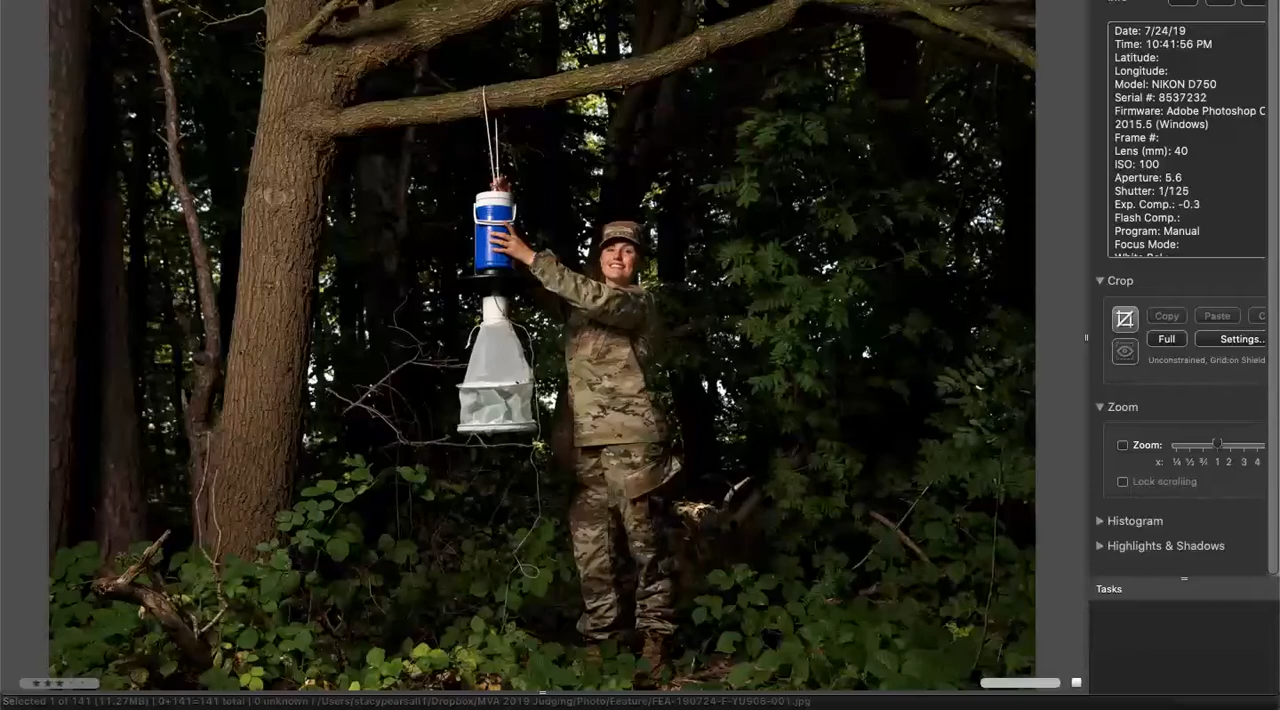 Date: 7/24/19
Time: 10:41:56 PM
Latitude:
Longitude:
Model: NIKON D750
Serial #: 8537232
Firmware: Adobe Photoshop C
2015.5 (Windows)
Frame #:
Lens (mm): 40
ISO: 100
Aperture: 5.6
Shutter: 1/125
Exp. Comp.: -0.3
Flash Comp.:
Program: Manual
Focus Mode:
Crop
Copy Paste C
Full Settings..
Unconstrained, Grid:on Shield
Zoom
Zoom:
x: ¼ ½ ¾ 1 2 3 4
Lock scrolling
Histogram
Highlights & Shadows
Tasks
Selected 1 of 141 (11.27MB) | 0+141=141 total | 0 unknown | /Users/stacypearsall/Dropbox/MVA 2019 Judging/Photo/Feature/FEA-190724-F-YU906-001.jpg